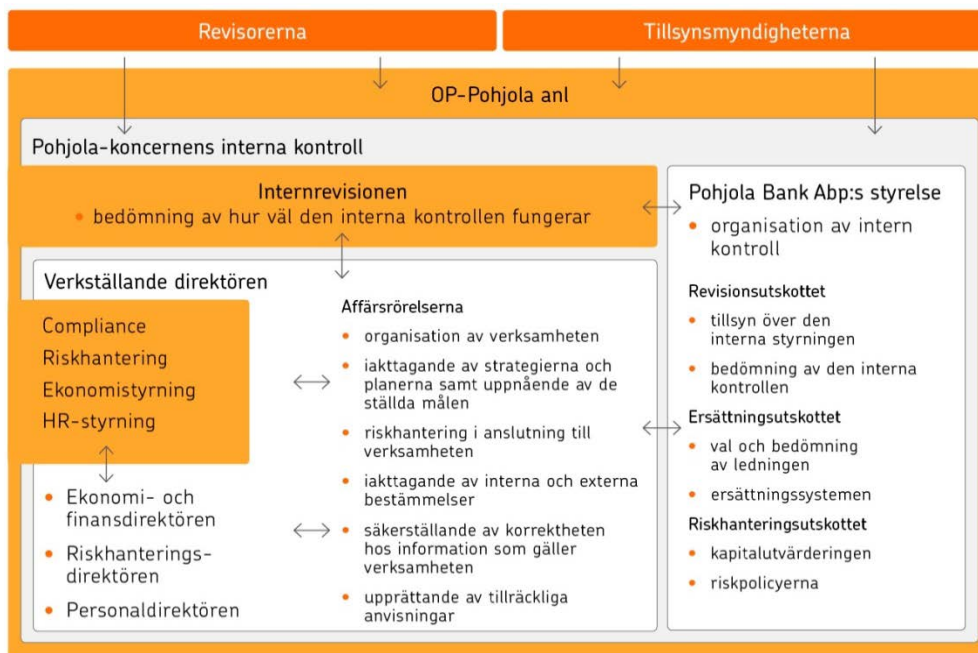 Revisorerna
Tillsynsmyndigheterna
OP-Pohjola anl
Pohjola-koncernens interna kontroll
Internrevisionen
• bedömning av hur väl den interna kontrollen fungerar
Verkställande direktören
Compliance
Riskhantering
Ekonomistyrning
HR-styrning
• Ekonomi- och
finansdirektören
• Riskhanterings-
direktören
• Personaldirektören
Affärsrörelserna
• organisation av verksamheten
• iakttagande av strategierna och
planerna samt uppnående av de
ställda målen
• riskhantering i anslutning till
verksamheten
• iakttagande av interna och externa
bestämmelser
• säkerställande av korrektheten
hos information som gäller
verksamheten
• upprättande av tillräckliga
anvisningar
Pohjola Bank Abp:s styrelse
• organisation av intern
kontroll
Revisionsutskottet
• tillsyn över den
interna styrningen
• bedömning av den interna
kontrollen
Ersättningsutskottet
• val och bedömning
av ledningen
• ersättningssystemen
Riskhanteringsutskottet
• kapitalutvärderingen
• riskpolicyerna